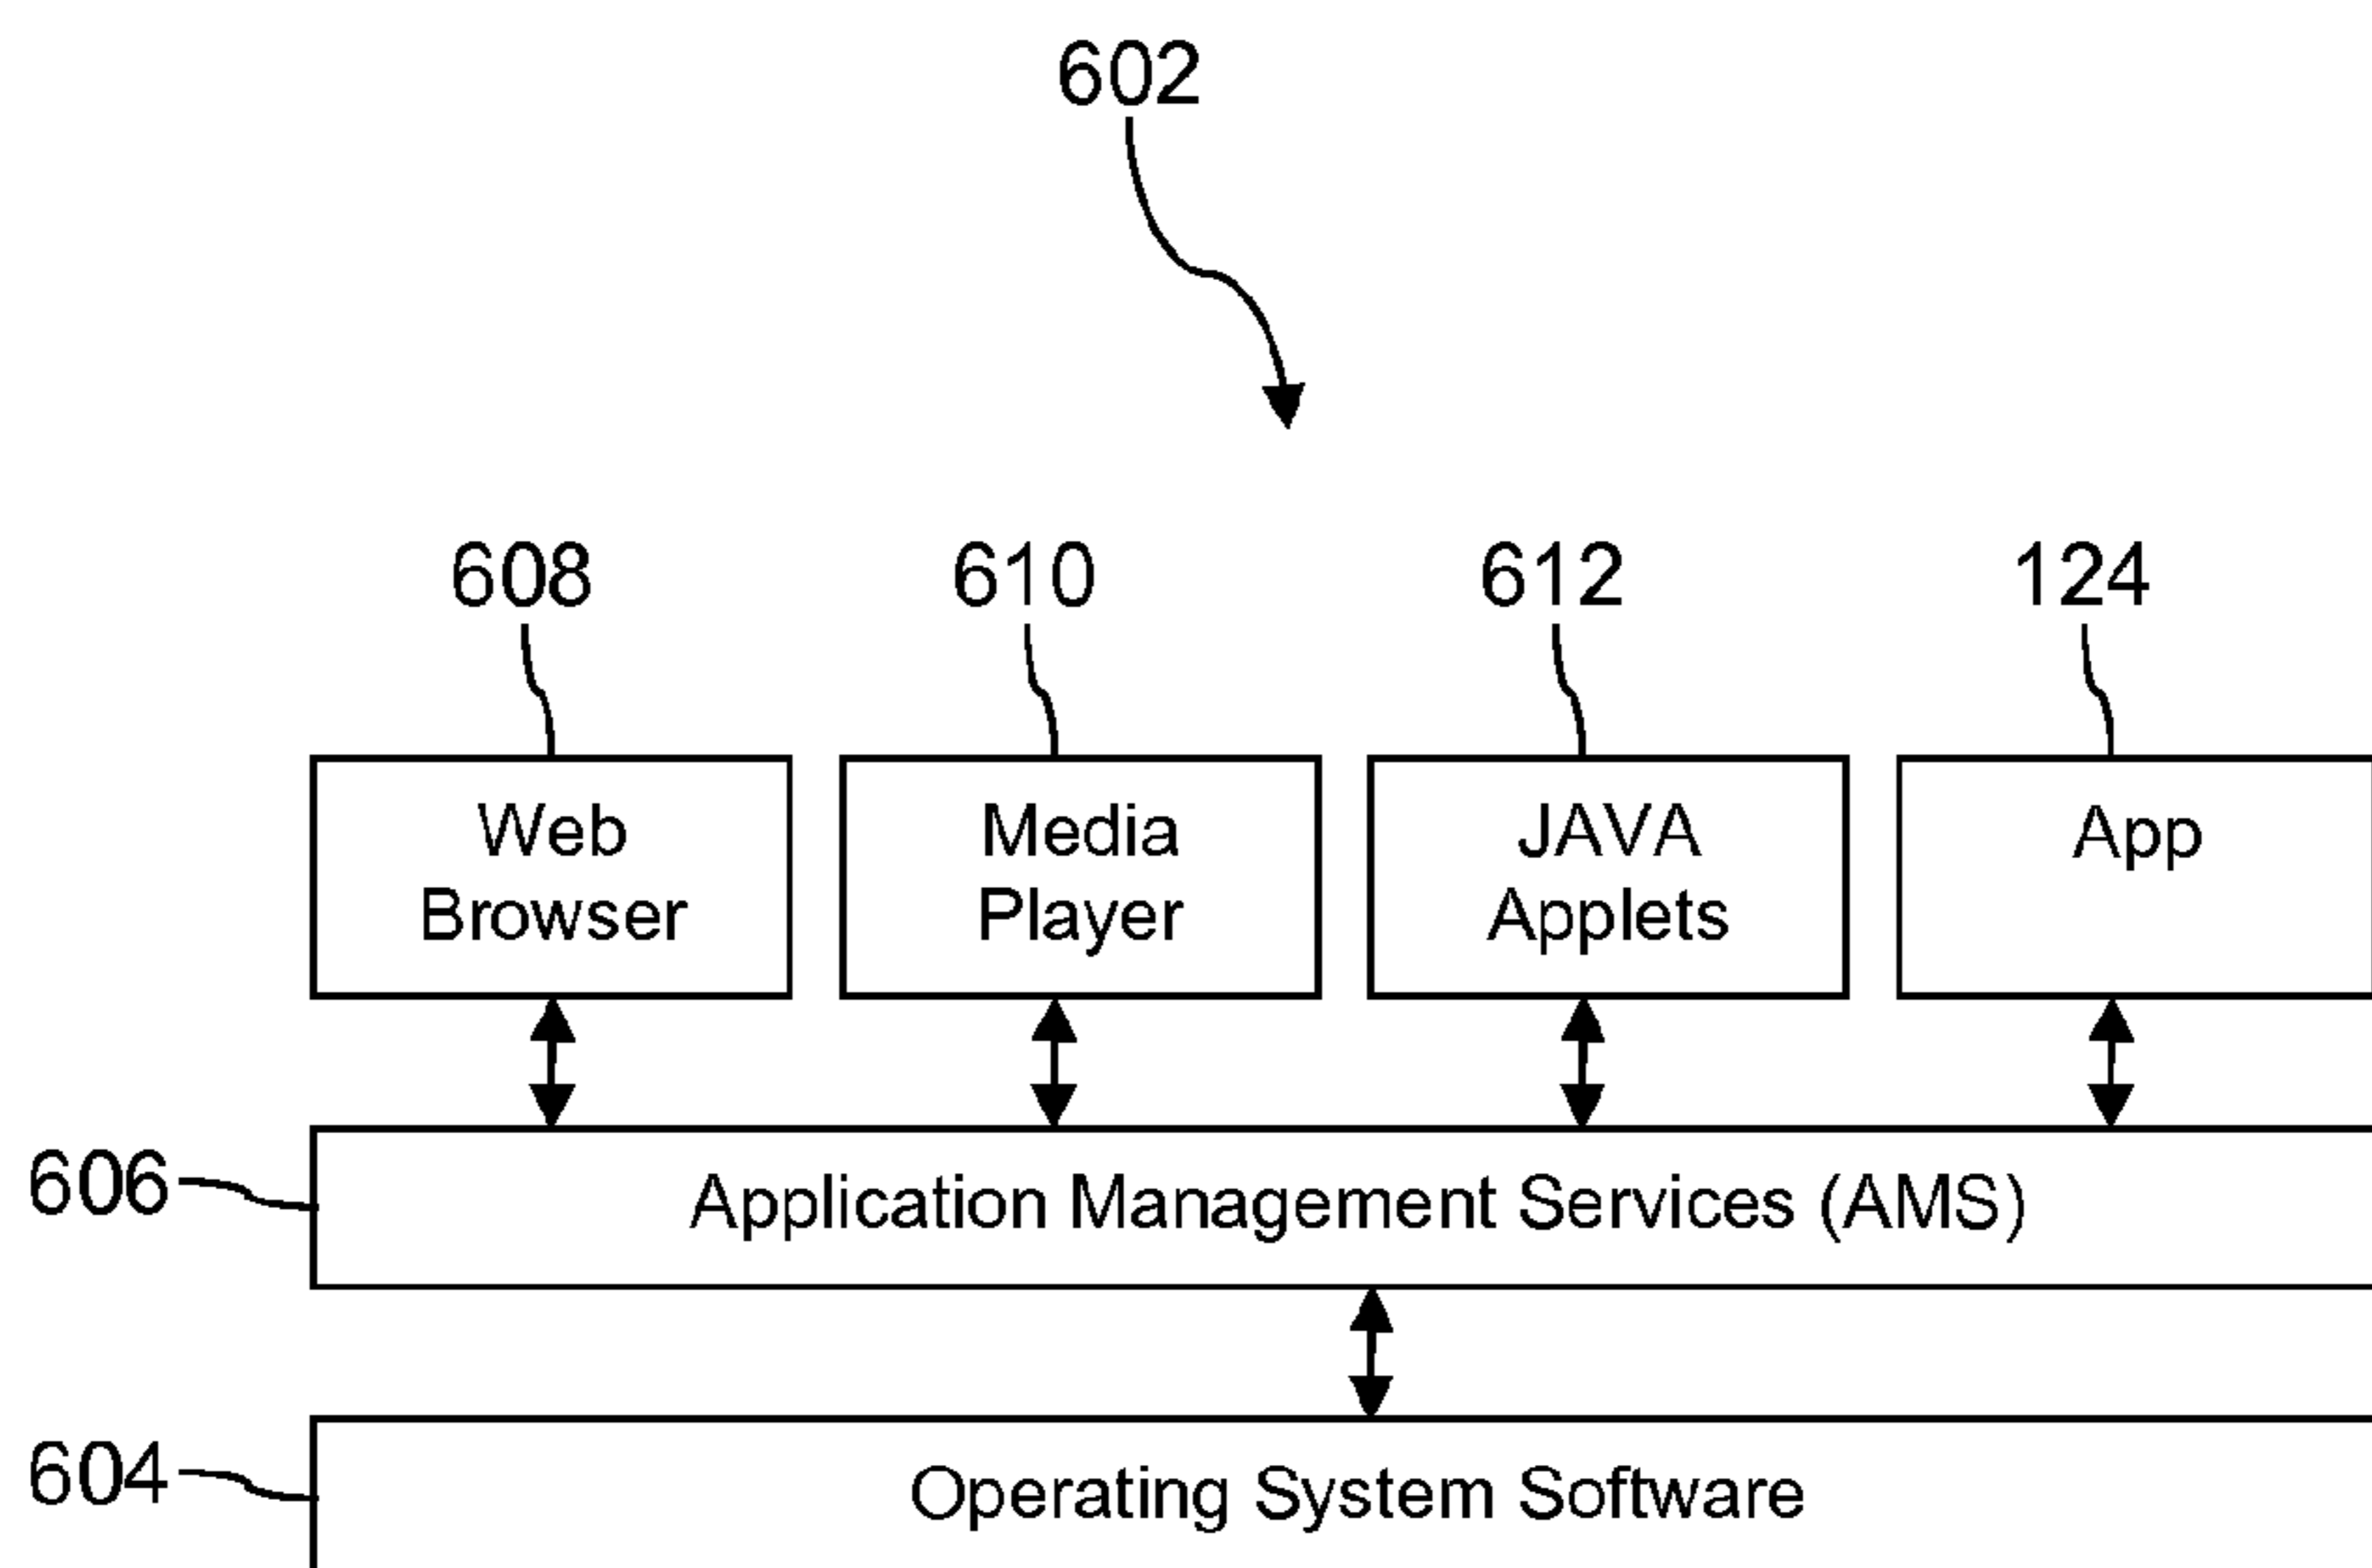 602
608
610
612
124
Web
Browser
Media
Player
JAVA
Applets
App
606
Application Management Services (AMS)
604
Operating System Software